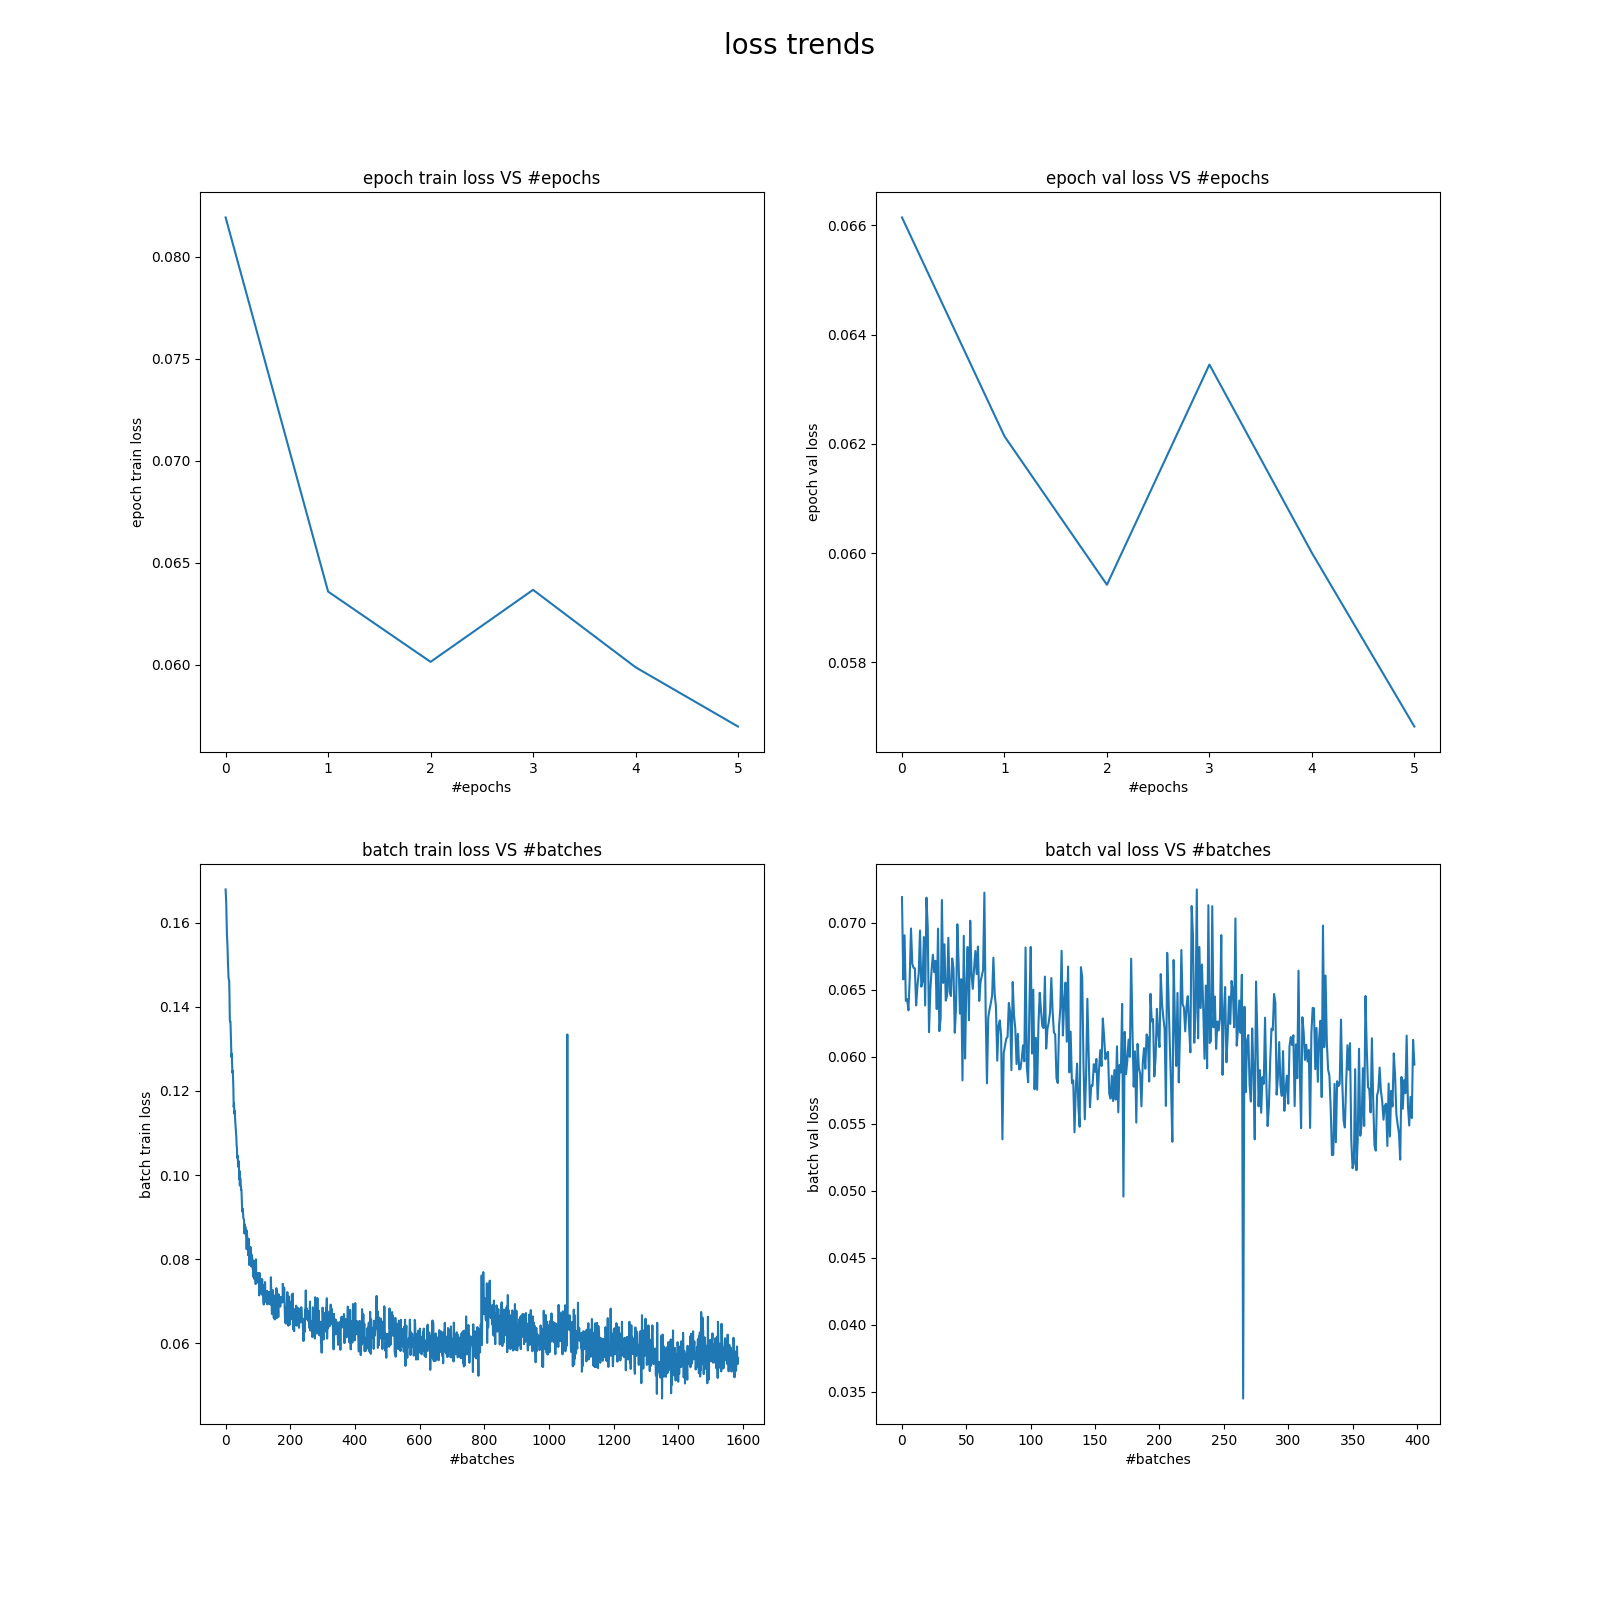 loss trends
epoch train loss VS #epochs
0.080
0.075
0.070
0.065
0.060
epoch train loss
0 1 2 3 4 5
#epochs
epoch val loss VS #epochs
0.066
0.064
0.062
0.060
0.058
epoch val loss
0 1 2 3 4 5
#epochs
batch train loss VS #batches
0.16
0.14
0.12
0.10
0.08
0.06
batch train loss
0 200 400 600 800 1000 1200 1400 1600
#batches
batch val loss VS #batches
0.070
0.065
0.060
0.055
0.050
0.045
0.040
0.035
batch val loss
0 50 100 150 200 250 300 350 400
#batches